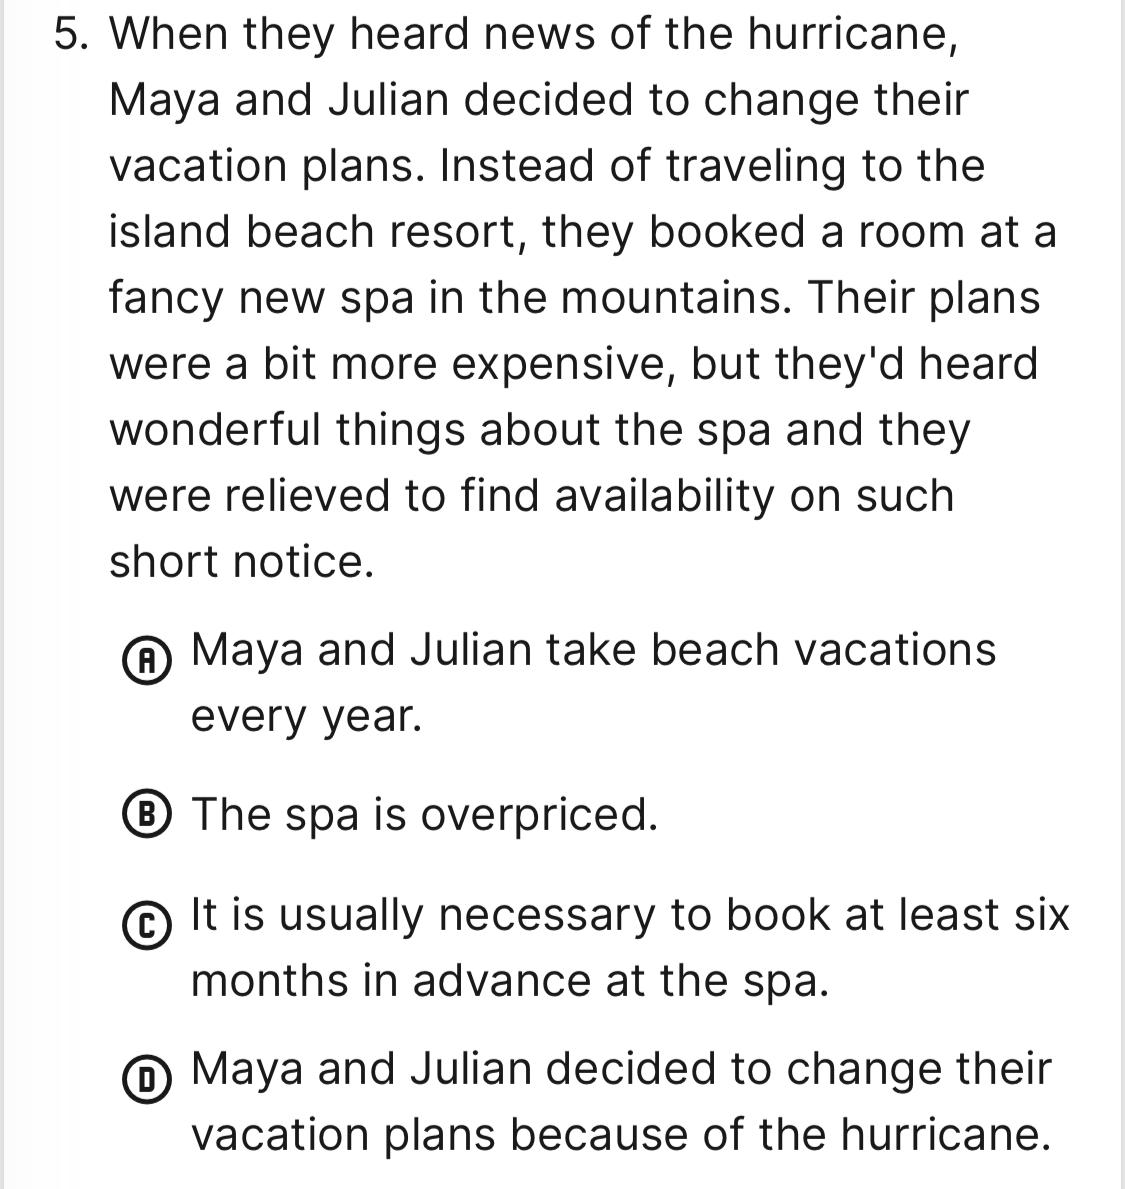 5. When they heard news of the hurricane,
Maya and Julian decided to change their
vacation plans. Instead of traveling to the
island beach resort, they booked a room at a
fancy new spa in the mountains. Their plans
were a bit more expensive, but they'd heard
wonderful things about the spa and they
were relieved to find availability on such
short notice.
A Maya and Julian take beach vacations
every year.
B The spa is overpriced.
C It is usually necessary to book at least six
months in advance at the spa.
D Maya and Julian decided to change their
vacation plans because of the hurricane.